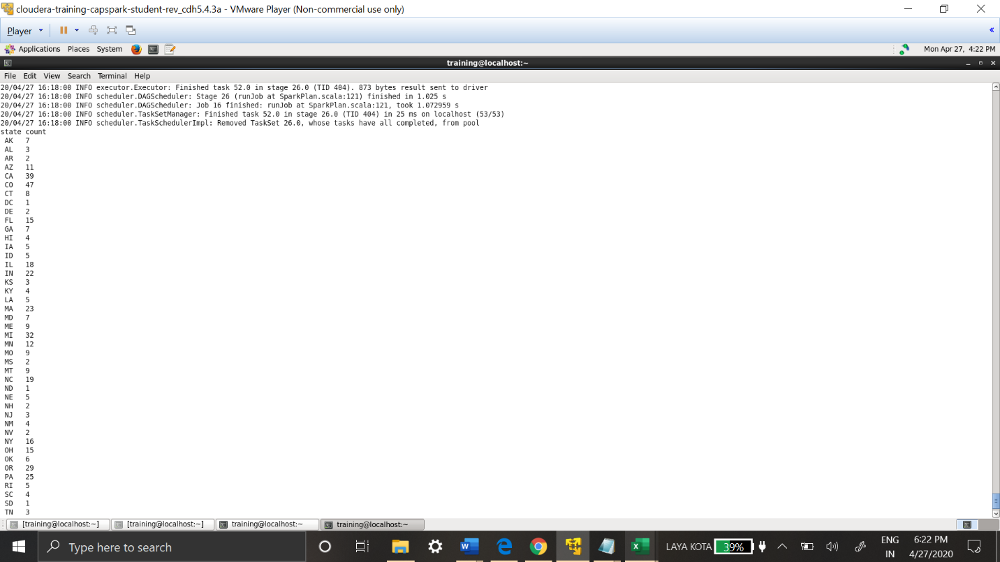 cloudera-training-capspark-student-rev_cdh5.4.3a - VMware Player (Non-commercial use only)
Player
Applications Places System Mon Apr 27, 4:22 PM
training@localhost:~
File Edit View Search Terminal Help
20/04/27 16:18:00 INFO executor.Executor: Finished task 52.0 in stage 26.0 (TID 404). 873 bytes result sent to driver
20/04/27 16:18:00 INFO scheduler.DAGScheduler: Stage 26 (runJob at SparkPlan.scala:121) finished in 1.025 s
20/04/27 16:18:00 INFO scheduler.DAGScheduler: Job 16 finished: runJob at SparkPlan.scala:121, took 1.072959 s
20/04/27 16:18:00 INFO scheduler.TaskSetManager: Finished task 52.0 in stage 26.0 (TID 404) in 25 ms on localhost (53/53)
20/04/27 16:18:00 INFO scheduler.TaskSchedulerImpl: Removed TaskSet 26.0, whose tasks have all completed, from pool
state count
AK 7
AL 3
AR 2
AZ 11
CA 39
CO 47
CT 8
DC 1
DE 2
FL 15
GA 7
HI 4
IA 5
ID 5
IL 18
IN 22
KS 3
KY 4
LA 5
MA 23
MD 7
ME 9
MI 32
MN 12
MO 9
MS 2
MT 9
NC 19
ND 1
NE 5
NH 2
NJ 3
NM 4
NV 2
NY 16
OH 15
OK 6
OR 29
PA 25
RI 5
SC 4
SD 1
TN 3
[training@localhost:~] [training@localhost:~] training@localhost:~ training@localhost:~
Type here to search LAYA KOTA 39% ENG 6:22 PM
IN 4/27/2020